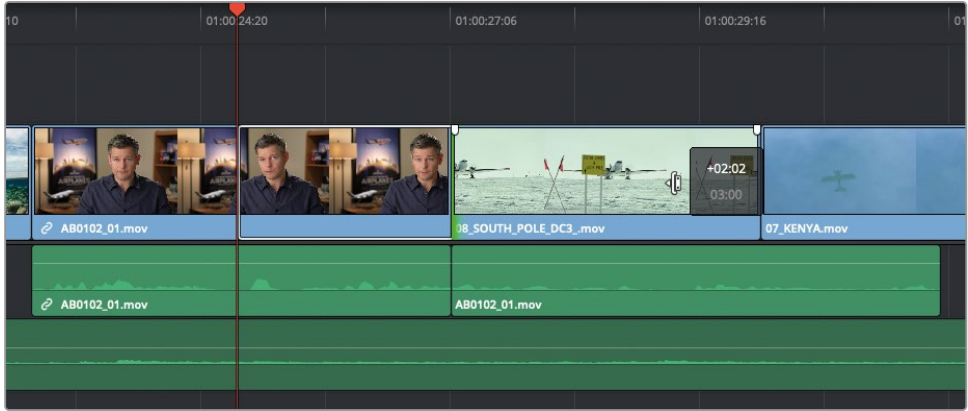 10 01:00:24:20 01:00:27:06 01:00:29:16 01
+02:02
03:00
AB0102_01.mov 08_SOUTH_POLE_DC3_.mov 07_KENYA.mov
AB0102_01.mov AB0102_01.mov